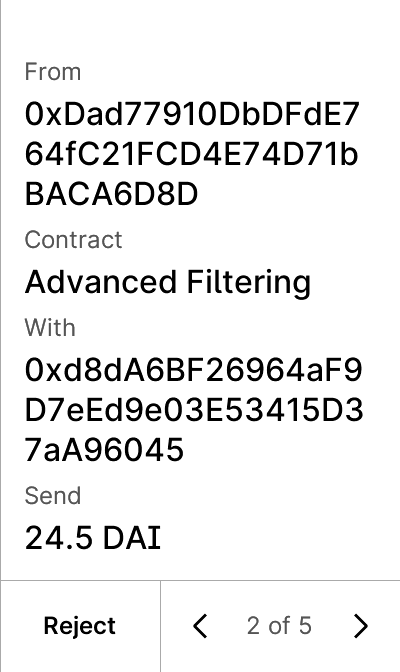 From
0xDad77910DbDFdE7
64fC21FCD4E74D71b
BACA6D8D
Contract
Advanced Filtering
With
0xd8dA6BF26964aF9
D7eEd9e03E53415D3
7aA96045
Send
24.5 DAI
Reject
2 of 5